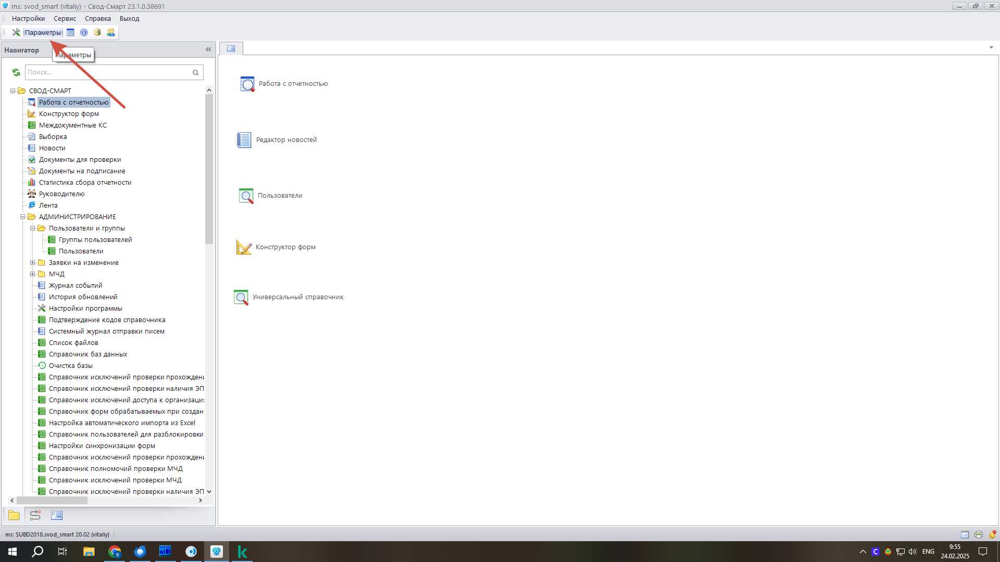 ms: svod_smart (vitaliy) - Свод-Смарт 23.1.0.38691
Настройки Сервис Справка Выход
Параметры
Навигатор
Параметры
Поиск...
СВОД-СМАРТ
Работа с отчетностью
Конструктор форм
Междокументные КС
Выборка
Новости
Документы для проверки
Документы на подписание
Статистика сбора отчетности
Руководителю
Лента
АДМИНИСТРИРОВАНИЕ
Пользователи и группы
Группы пользователей
Пользователи
Заявки на изменение
МЧД
Журнал событий
История обновлений
Настройки программы
Подтверждение кодов справочника
Системный журнал отправки писем
Список файлов
Справочник баз данных
Очистка базы
Справочник исключений проверки прохожден
Справочник исключений проверки наличия ЭП
Справочник исключений доступа к организаци
Справочник форм обрабатываемых при создан
Настройка автоматического импорта из Excel
Справочник пользователей для разблокировки
Настройки синхронизации форм
Справочник исключений проверки прохожден
Справочник полномочий проверки МЧД
Справочник исключений проверки МЧД
Справочник исключений проверки наличия ЭП
Работа с отчетностью
Редактор новостей
Пользователи
Конструктор форм
Универсальный справочник
ms: SUBD2018.svod_smart 20.02 (vitaliy)
ENG
9:55
24.02.2025